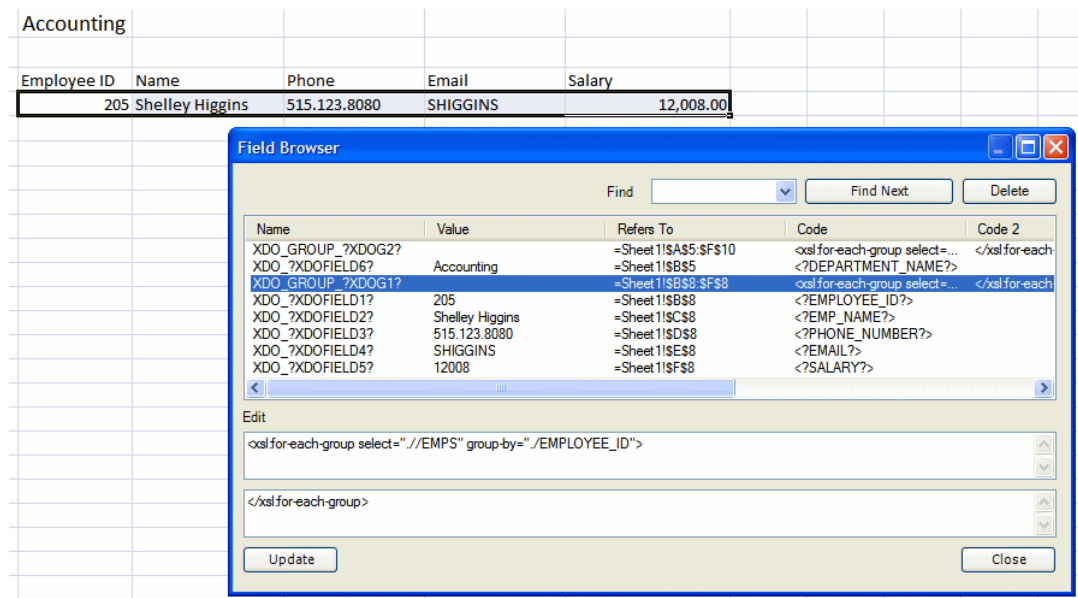 Accounting
Employee ID Name Phone Email Salary
205 Shelley Higgins 515.123.8080 SHIGGINS 12,008.00
Field Browser
Find Find Next Delete
Name Value Refers To Code Code 2
XDO_GROUP_?XDOG2? =Sheet1!$A$5:$F$10 <xsl:for-each-group select=... </xsl:for-each-
XDO_?XDOFIELD6? Accounting =Sheet1!$B$5 <?DEPARTMENT_NAME?>
XDO_GROUP_?XDOG1? =Sheet1!$B$8:$F$8 <xsl:for-each-group select=... </xsl:for-each-
XDO_?XDOFIELD1? 205 =Sheet1!$B$8 <?EMPLOYEE_ID?>
XDO_?XDOFIELD2? Shelley Higgins =Sheet1!$C$8 <?EMP_NAME?>
XDO_?XDOFIELD3? 515.123.8080 =Sheet1!$D$8 <?PHONE_NUMBER?>
XDO_?XDOFIELD4? SHIGGINS =Sheet1!$E$8 <?EMAIL?>
XDO_?XDOFIELD5? 12008 =Sheet1!$F$8 <?SALARY?>
Edit
<xsl:for-each-group select=".//EMPS" group-by="./EMPLOYEE_ID">
</xsl:for-each-group>
Update Close